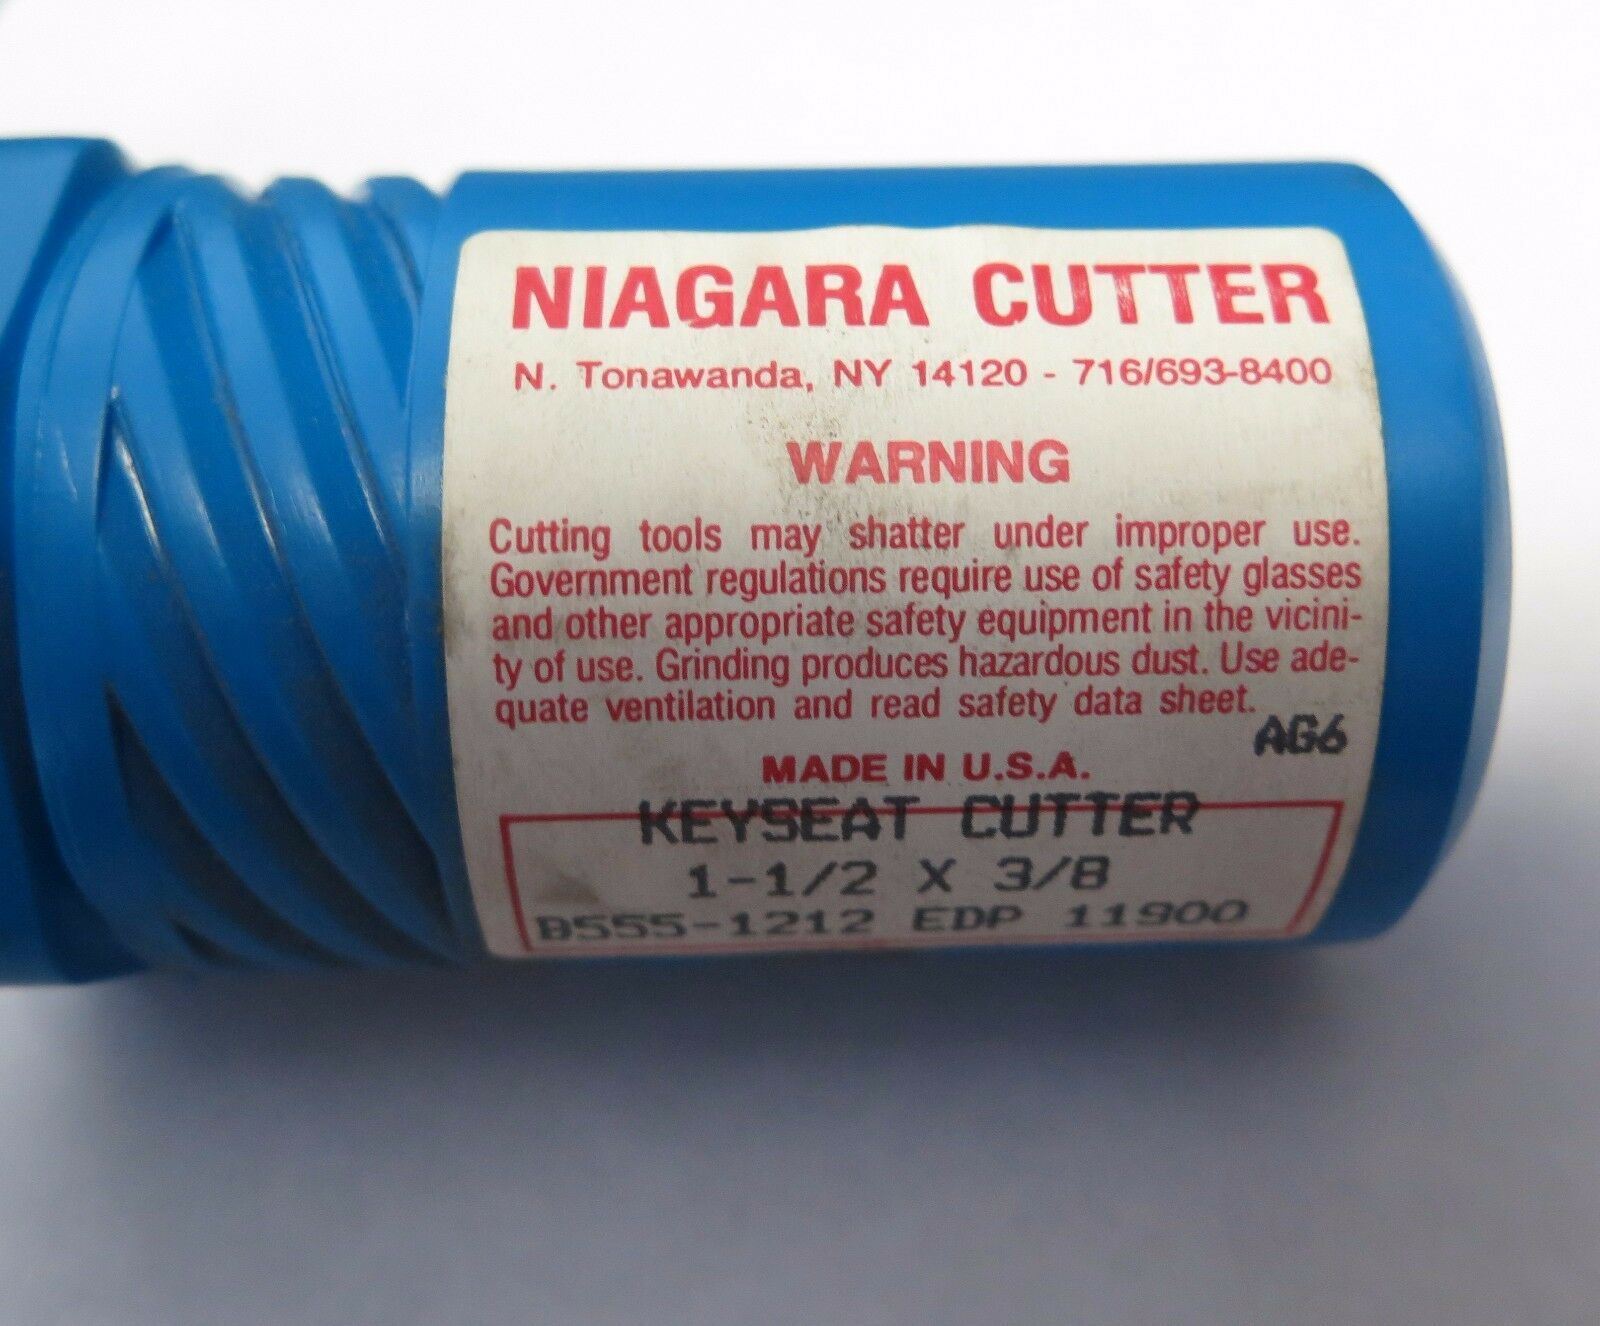 NIAGARA CUTTER
N. Tonawanda, NY 14120 - 716/693-8400
WARNING
Cutting tools may shatter under improper use.
Government regulations require use of safety glasses
and other appropriate safety equipment in the vicini-
ty of use. Grinding produces hazardous dust. Use ade-
quate ventilation and read safety data sheet.
AG6
MADE IN U.S.A.
KEYSEAT CUTTER
1-1/2 X 3/8
B555-1212 EDP 11900